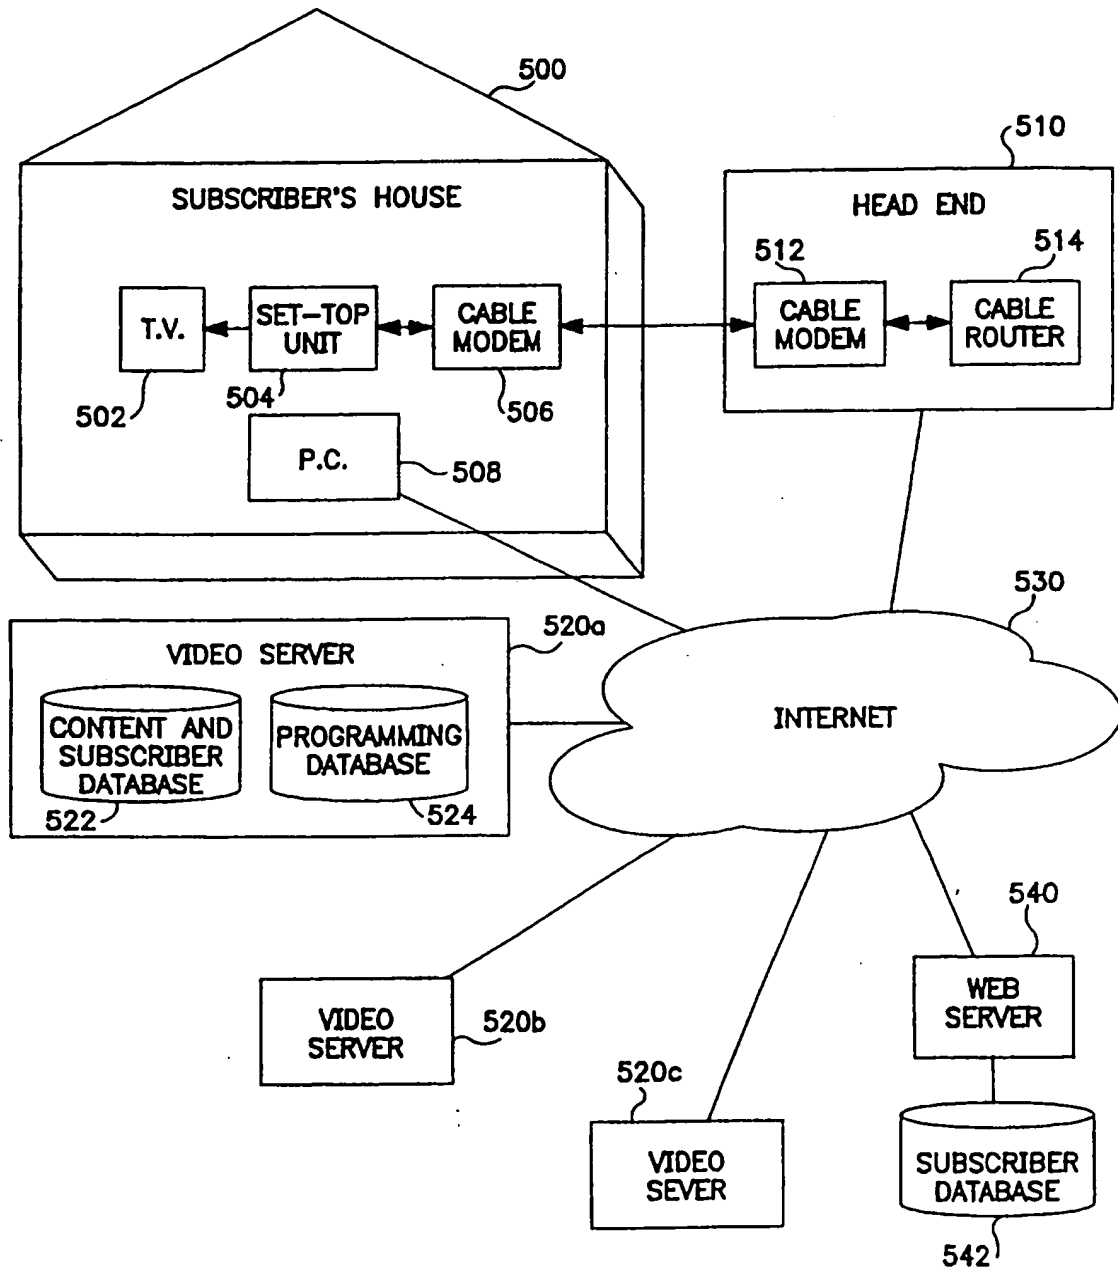 500
SUBSCRIBER'S HOUSE
T.V.
502
SET-TOP
UNIT
504
CABLE
MODEM
506
P.C.
508
510
HEAD END
512
CABLE
MODEM
514
CABLE
ROUTER
530
INTERNET
520a
VIDEO SERVER
CONTENT AND
SUBSCRIBER
DATABASE
522
PROGRAMMING
DATABASE
524
VIDEO
SERVER
520b
520c
VIDEO
SEVER
540
WEB
SERVER
SUBSCRIBER
DATABASE
542